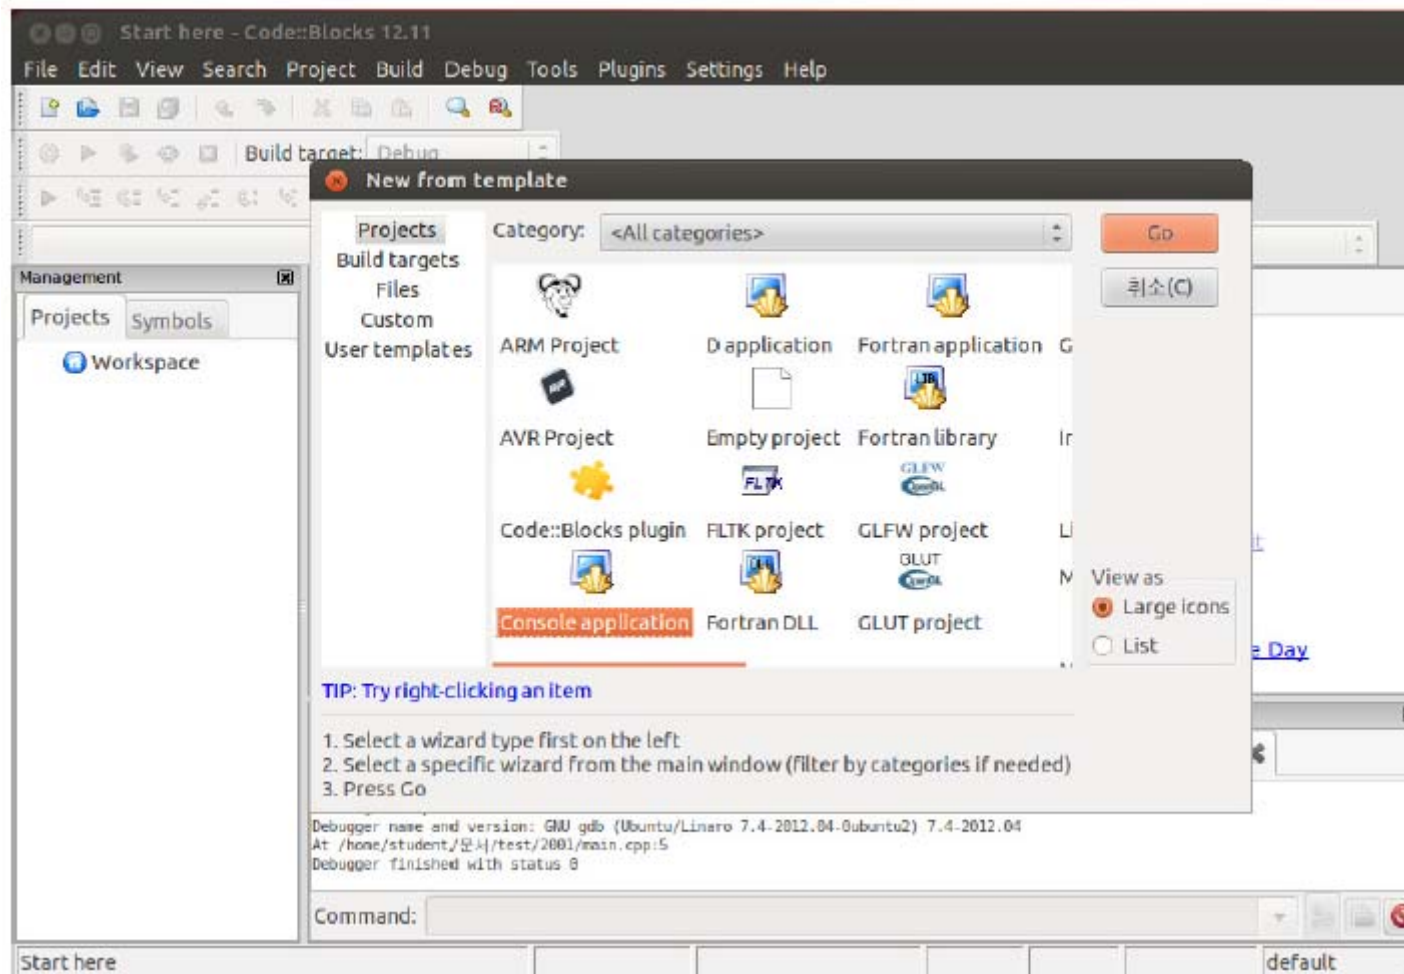 Start here - Code::Blocks 12.11
File Edit View Search Project Build Debug Tools Plugins Settings Help
Build target: Debug
New from template
Projects
Build targets
Files
Custom
User templates
Category: <All categories>
Go
취소(C)
ARM Project D application Fortran application G
AVR Project Empty project Fortran library In
Code::Blocks plugin FLTK project GLFW project Li
Console application Fortran DLL GLUT project
M
View as
Large icons
List
TIP: Try right-clicking an item
1. Select a wizard type first on the left
2. Select a specific wizard from the main window (filter by categories if needed)
3. Press Go
Management
Projects Symbols
Workspace
e Day
Debugger name and version: GNU gdb (Ubuntu/Linaro 7.4-2012.04-0ubuntu2) 7.4-2012.04
At /home/student/문서/test/2001/main.cpp:5
Debugger finished with status 0
Command:
Start here
default